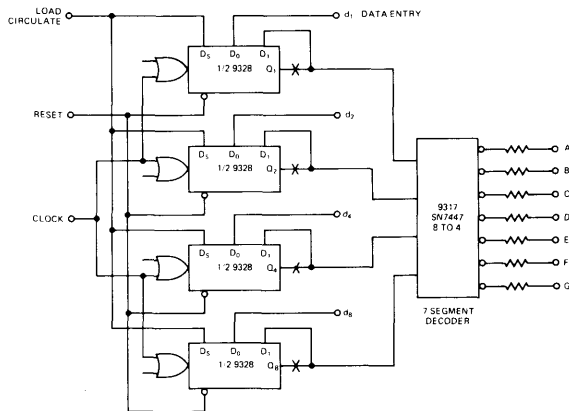 LOAD
CIRCULATE
d₁ DATA ENTRY
Dₛ D₀ D₁
1/2 9328 Q₁
RESET
d₂
Dₛ D₀ D₁
1/2 9328 Q₂
CLOCK
d₄
Dₛ D₀ D₁
1/2 9328 Q₄
d₈
Dₛ D₀ D₁
1/2 9328 Q₈
9317
SN7447
8 TO 4
7 SEGMENT
DECODER
A
B
C
D
E
F
G